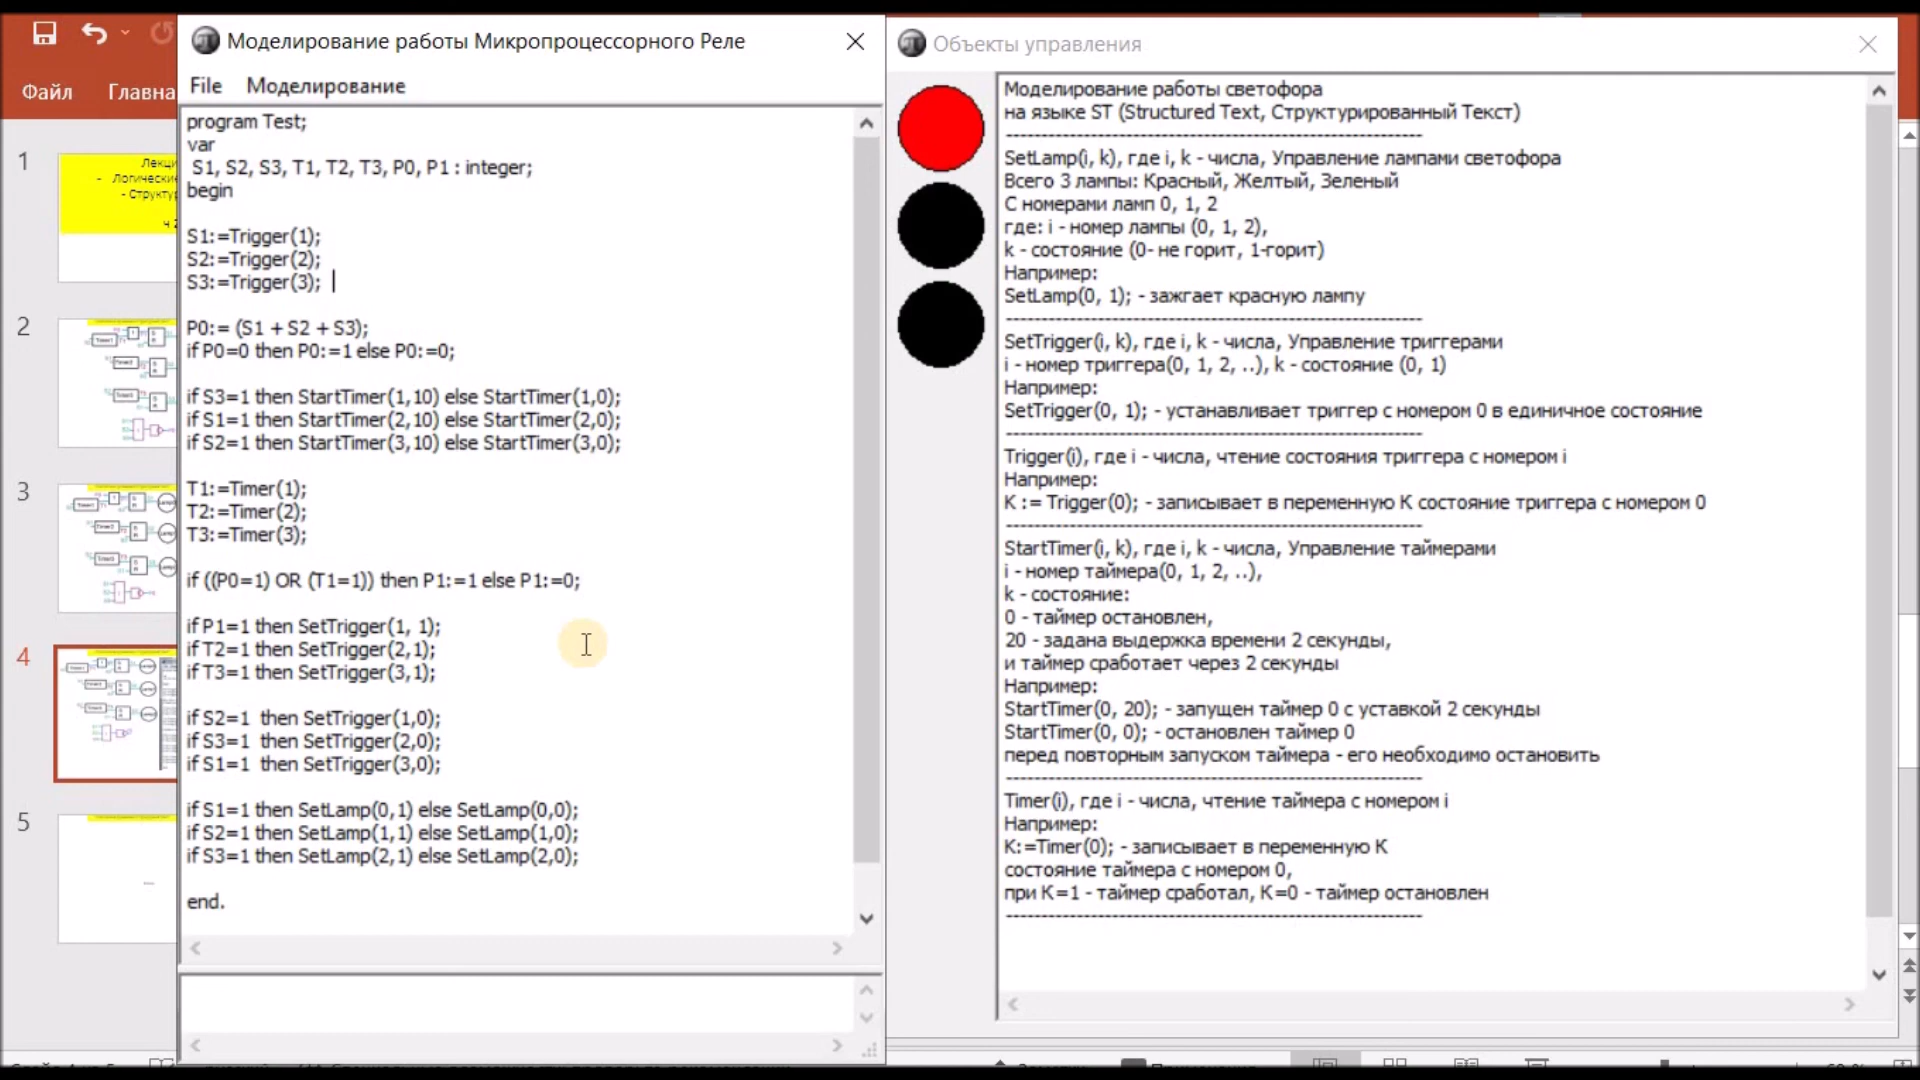 Моделирование работы Микропроцессорного Реле
Объекты управления
Файл
Главна
File Моделирование
program Test;
var
S1, S2, S3, T1, T2, T3, P0, P1 : integer;
begin
S1:=Trigger(1);
S2:=Trigger(2);
S3:=Trigger(3);
P0:= (S1 + S2 + S3);
if P0=0 then P0:=1 else P0:=0;
if S3=1 then StartTimer(1,10) else StartTimer(1,0);
if S1=1 then StartTimer(2,10) else StartTimer(2,0);
if S2=1 then StartTimer(3,10) else StartTimer(3,0);
T1:=Timer(1);
T2:=Timer(2);
T3:=Timer(3);
if ((P0=1) OR (T1=1)) then P1:=1 else P1:=0;
if P1=1 then SetTrigger(1, 1);
if T2=1 then SetTrigger(2,1);
if T3=1 then SetTrigger(3,1);
if S2=1 then SetTrigger(1,0);
if S3=1 then SetTrigger(2,0);
if S1=1 then SetTrigger(3,0);
if S1=1 then SetLamp(0,1) else SetLamp(0,0);
if S2=1 then SetLamp(1,1) else SetLamp(1,0);
if S3=1 then SetLamp(2,1) else SetLamp(2,0);
end.
Моделирование работы светофора
на языке ST (Structured Text, Структурированный Текст)
------------------------------------------------------------
SetLamp(i, k), где i, k - числа, Управление лампами светофора
Всего 3 лампы: Красный, Желтый, Зеленый
С номерами ламп 0, 1, 2
где: i - номер лампы (0, 1, 2),
k - состояние (0- не горит, 1-горит)
Например:
SetLamp(0, 1); - зажгает красную лампу
------------------------------------------------------------
SetTrigger(i, k), где i, k - числа, Управление триггерами
i - номер триггера(0, 1, 2, ..), k - состояние (0, 1)
Например:
SetTrigger(0, 1); - устанавливает триггер с номером 0 в единичное состояние
------------------------------------------------------------
Trigger(i), где i - числа, чтение состояния триггера с номером i
Например:
K := Trigger(0); - записывает в переменную K состояние триггера с номером 0
------------------------------------------------------------
StartTimer(i, k), где i, k - числа, Управление таймерами
i - номер таймера(0, 1, 2, ..),
k - состояние:
0 - таймер остановлен,
20 - задана выдержка времени 2 секунды,
и таймер сработает через 2 секунды
Например:
StartTimer(0, 20); - запущен таймер 0 с уставкой 2 секунды
StartTimer(0, 0); - остановлен таймер 0
перед повторным запуском таймера - его необходимо остановить
------------------------------------------------------------
Timer(i), где i - числа, чтение таймера с номером i
Например:
K:=Timer(0); - записывает в переменную K
состояние таймера с номером 0,
при K=1 - таймер сработал, K=0 - таймер остановлен
------------------------------------------------------------
1
Лекци
- Логические
- Структур
ч 2
2
3
4
5